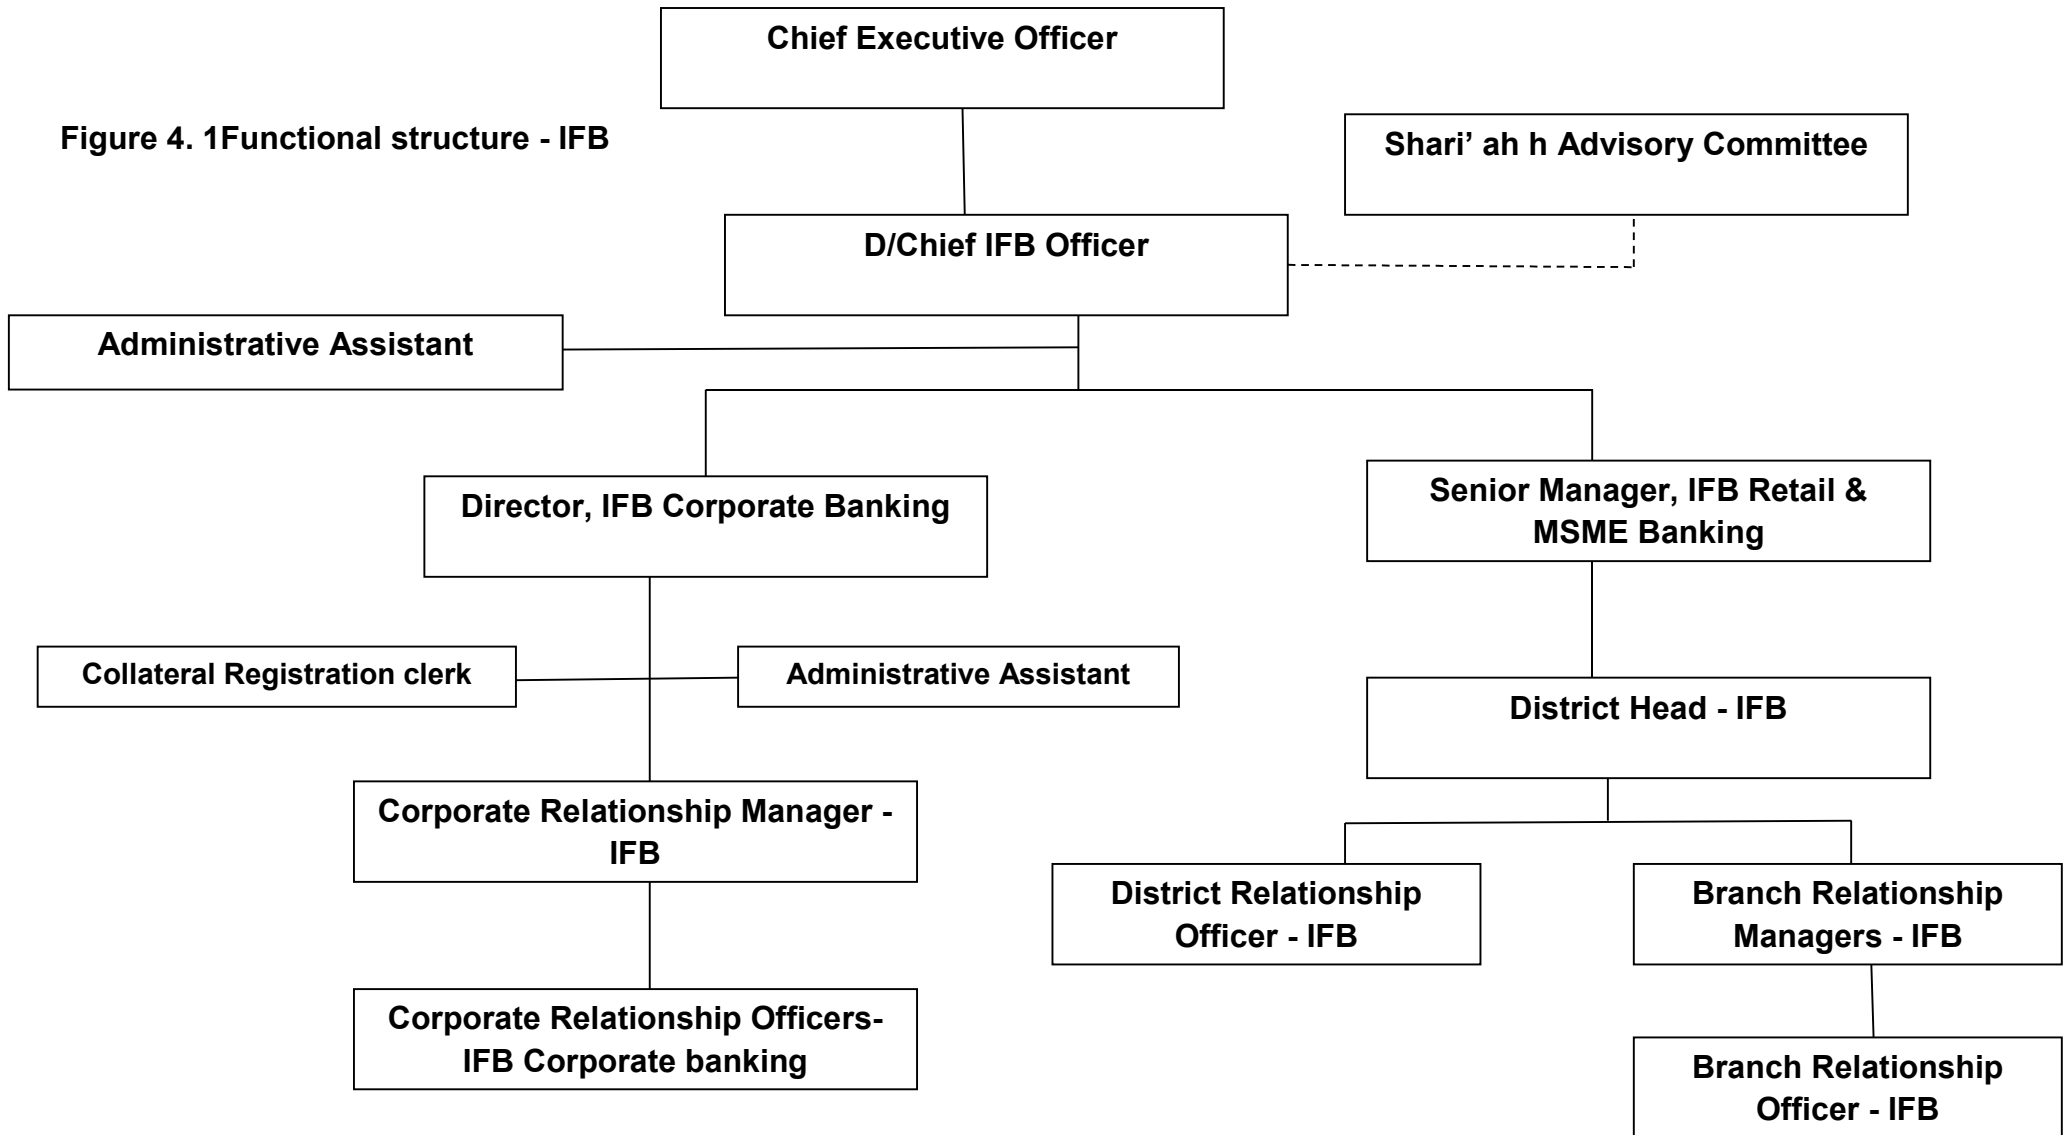 Chief Executive Officer
Figure 4. 1Functional structure - IFB
Shari’ ah h Advisory Committee
D/Chief IFB Officer
Administrative Assistant
Director, IFB Corporate Banking
Senior Manager, IFB Retail &
MSME Banking
Collateral Registration clerk
Administrative Assistant
District Head - IFB
Corporate Relationship Manager -
IFB
District Relationship
Officer - IFB
Branch Relationship
Managers - IFB
Corporate Relationship Officers-
IFB Corporate banking
Branch Relationship
Officer - IFB